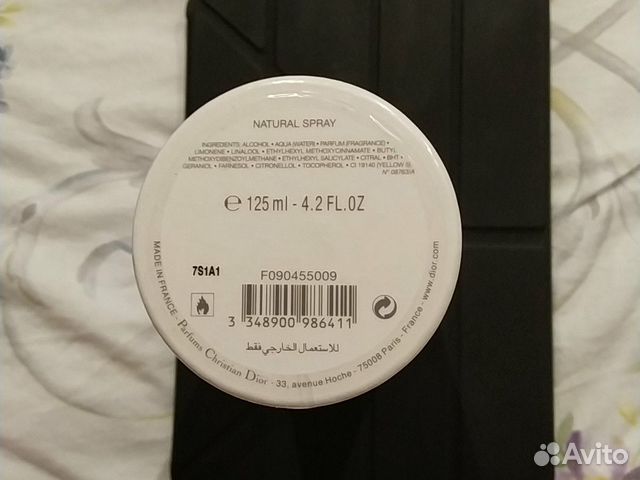 NATURAL SPRAY
INGREDIENTS: ALCOHOL • AQUA (WATER) • PARFUM (FRAGRANCE) •
LIMONENE • LINALOOL • ETHYLHEXYL METHOXYCINNAMATE • BUTYL
METHOXYDIBENZOYLMETHANE • ETHYLHEXYL SALICYLATE • CITRAL • BHT •
GERANIOL • FARNESOL • CITRONELLOL • TOCOPHEROL • CI 19140 (YELLOW 5)
N° 08763/A
e 125 ml - 4.2 FL.OZ
7S1A1
F090455009
3 348900 986411
للاستعمال الخارجي فقط
MADE IN FRANCE - Parfums Christian Dior - 33, avenue Hoche - 75008 Paris - France - www.dior.com
Avito